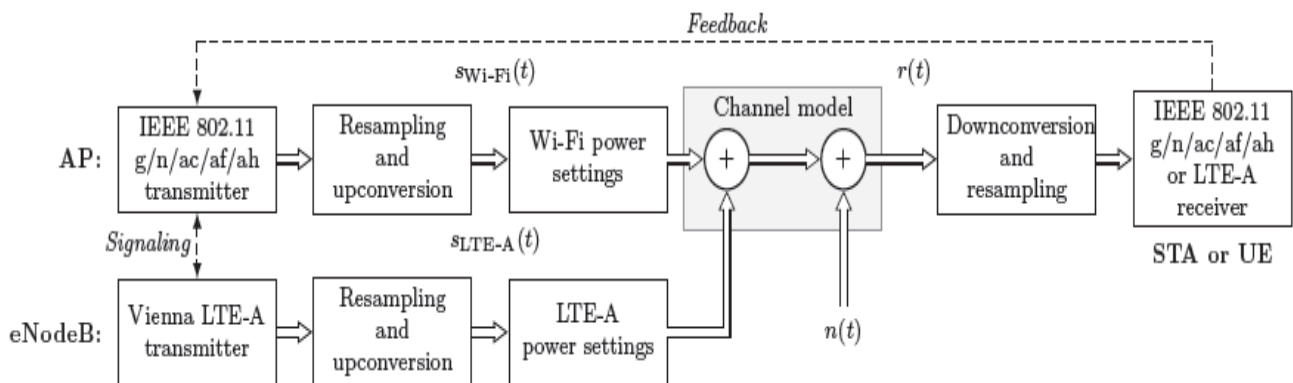 Feedback
s_Wi-Fi(t)
r(t)
AP:
IEEE 802.11
g/n/ac/af/ah
transmitter
Resampling
and
upconversion
Wi-Fi power
settings
Channel model
+
+
Downconversion
and
resampling
IEEE 802.11
g/n/ac/af/ah
or LTE-A
receiver
STA or UE
Signaling
s_LTE-A(t)
eNodeB:
Vienna LTE-A
transmitter
Resampling
and
upconversion
LTE-A
power settings
n(t)